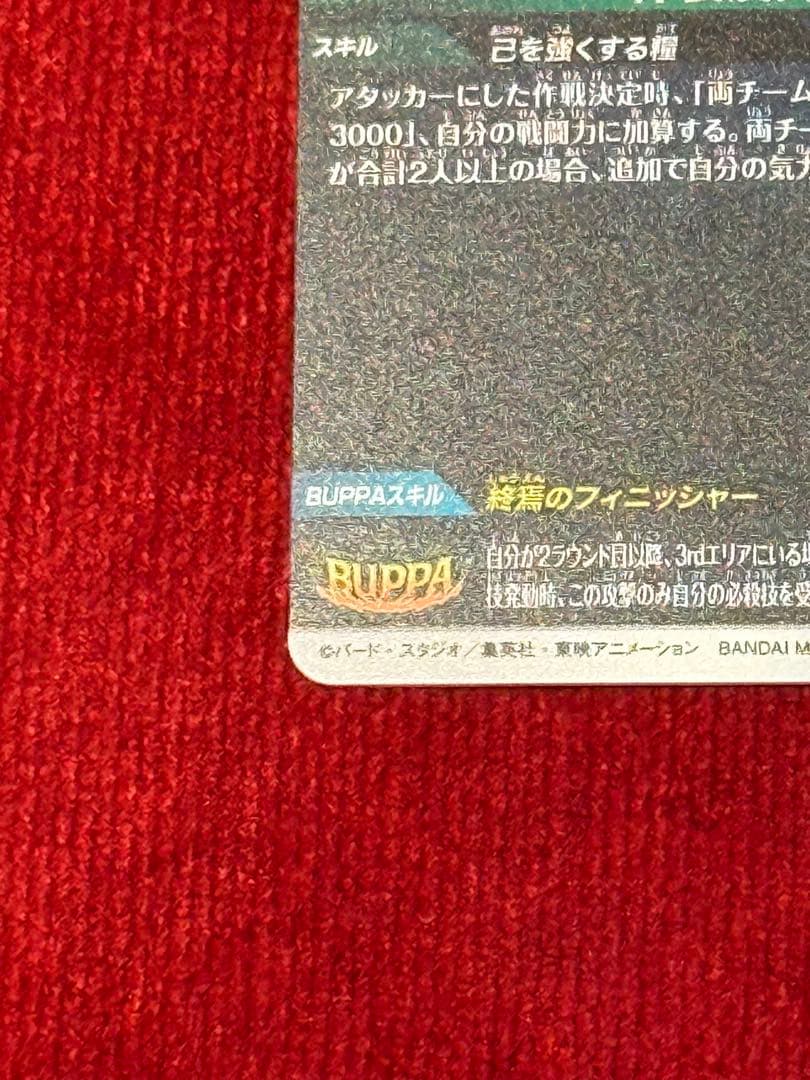 スキル 己を強くする糧
アタッカーにした作戦決定時、「両チーム
3000」、自分の戦闘力に加算する。両チー
が合計2人以上の場合、追加で自分の気力
BUPPAスキル 終焉のフィニッシャー
BUPPA
自分が2ラウンド目以降、3rdエリアにいる
技発動時、この攻撃のみ自分の必殺技を
©バード・スタジオ/集英社・東映アニメーション BANDAI